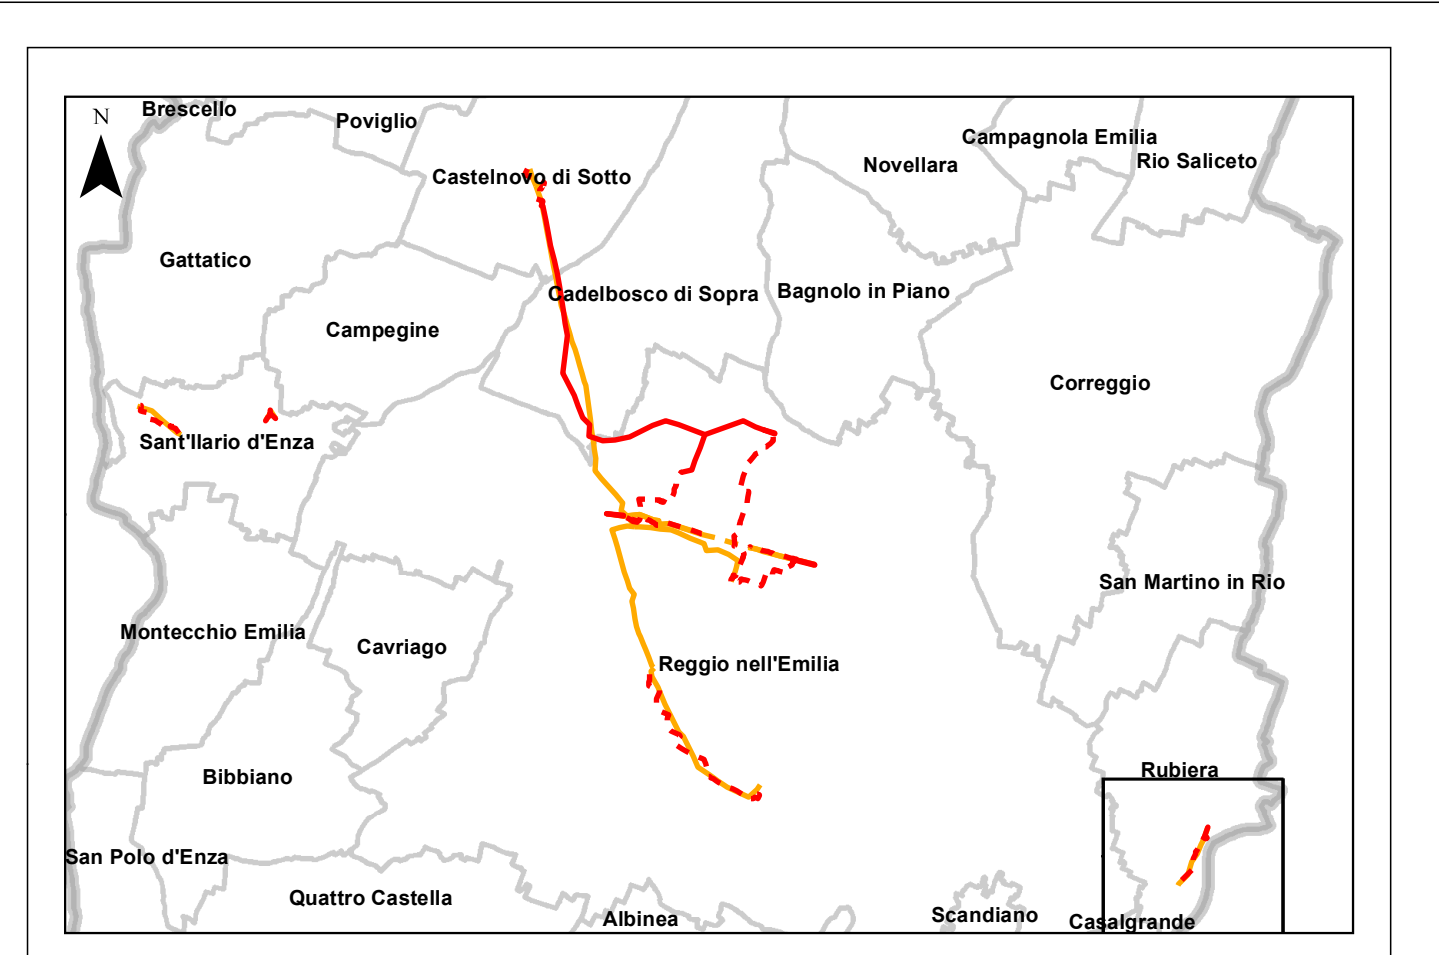 N
Brescello
Poviglio
Campagnola Emilia
Novellara
Rio Saliceto
Castelnovo di Sotto
Gattatico
Cadelbosco di Sopra
Bagnolo in Piano
Campegine
Correggio
Sant'Ilario d'Enza
San Martino in Rio
Montecchio Emilia
Cavriago
Reggio nell'Emilia
Rubiera
Bibbiano
San Polo d'Enza
Quattro Castella
Albinea
Scandiano
Casalgrande